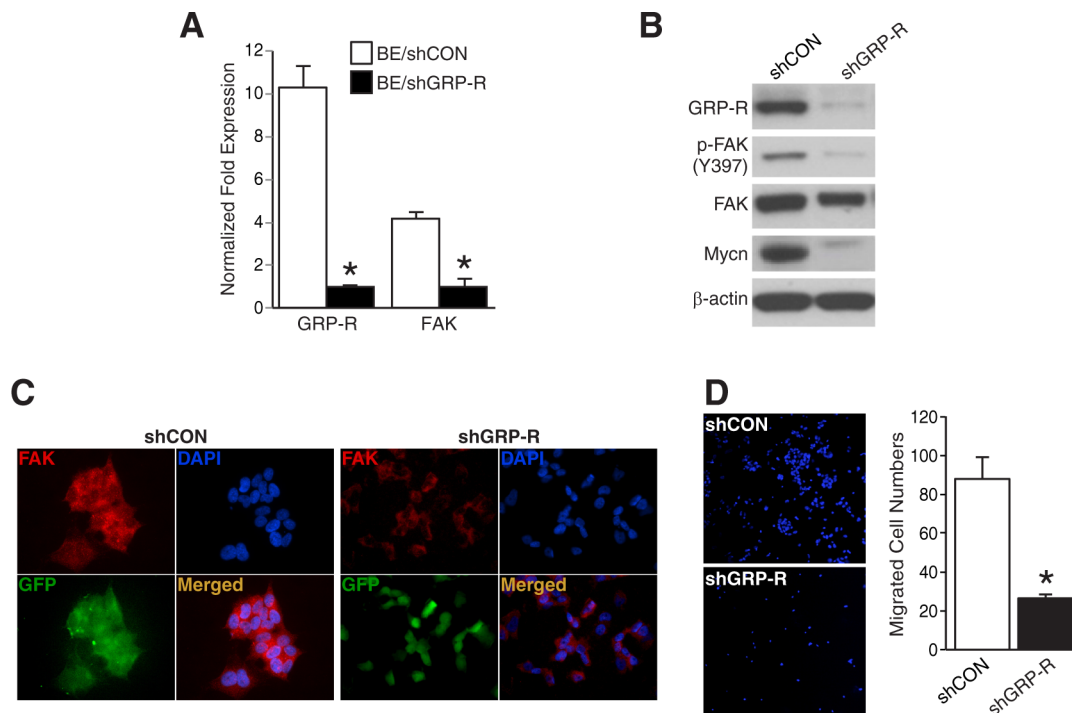 A
Normalized Fold Expression
12
10
8
6
4
2
0
BE/shCON
BE/shGRP-R
*
*
GRP-R
FAK
B
shCON
shGRP-R
GRP-R
p-FAK
(Y397)
FAK
Mycn
β-actin
C
shCON
shGRP-R
FAK
DAPI
FAK
DAPI
GFP
Merged
GFP
Merged
D
shCON
shGRP-R
Migrated Cell Numbers
120
100
80
60
40
20
0
*
shCON
shGRP-R